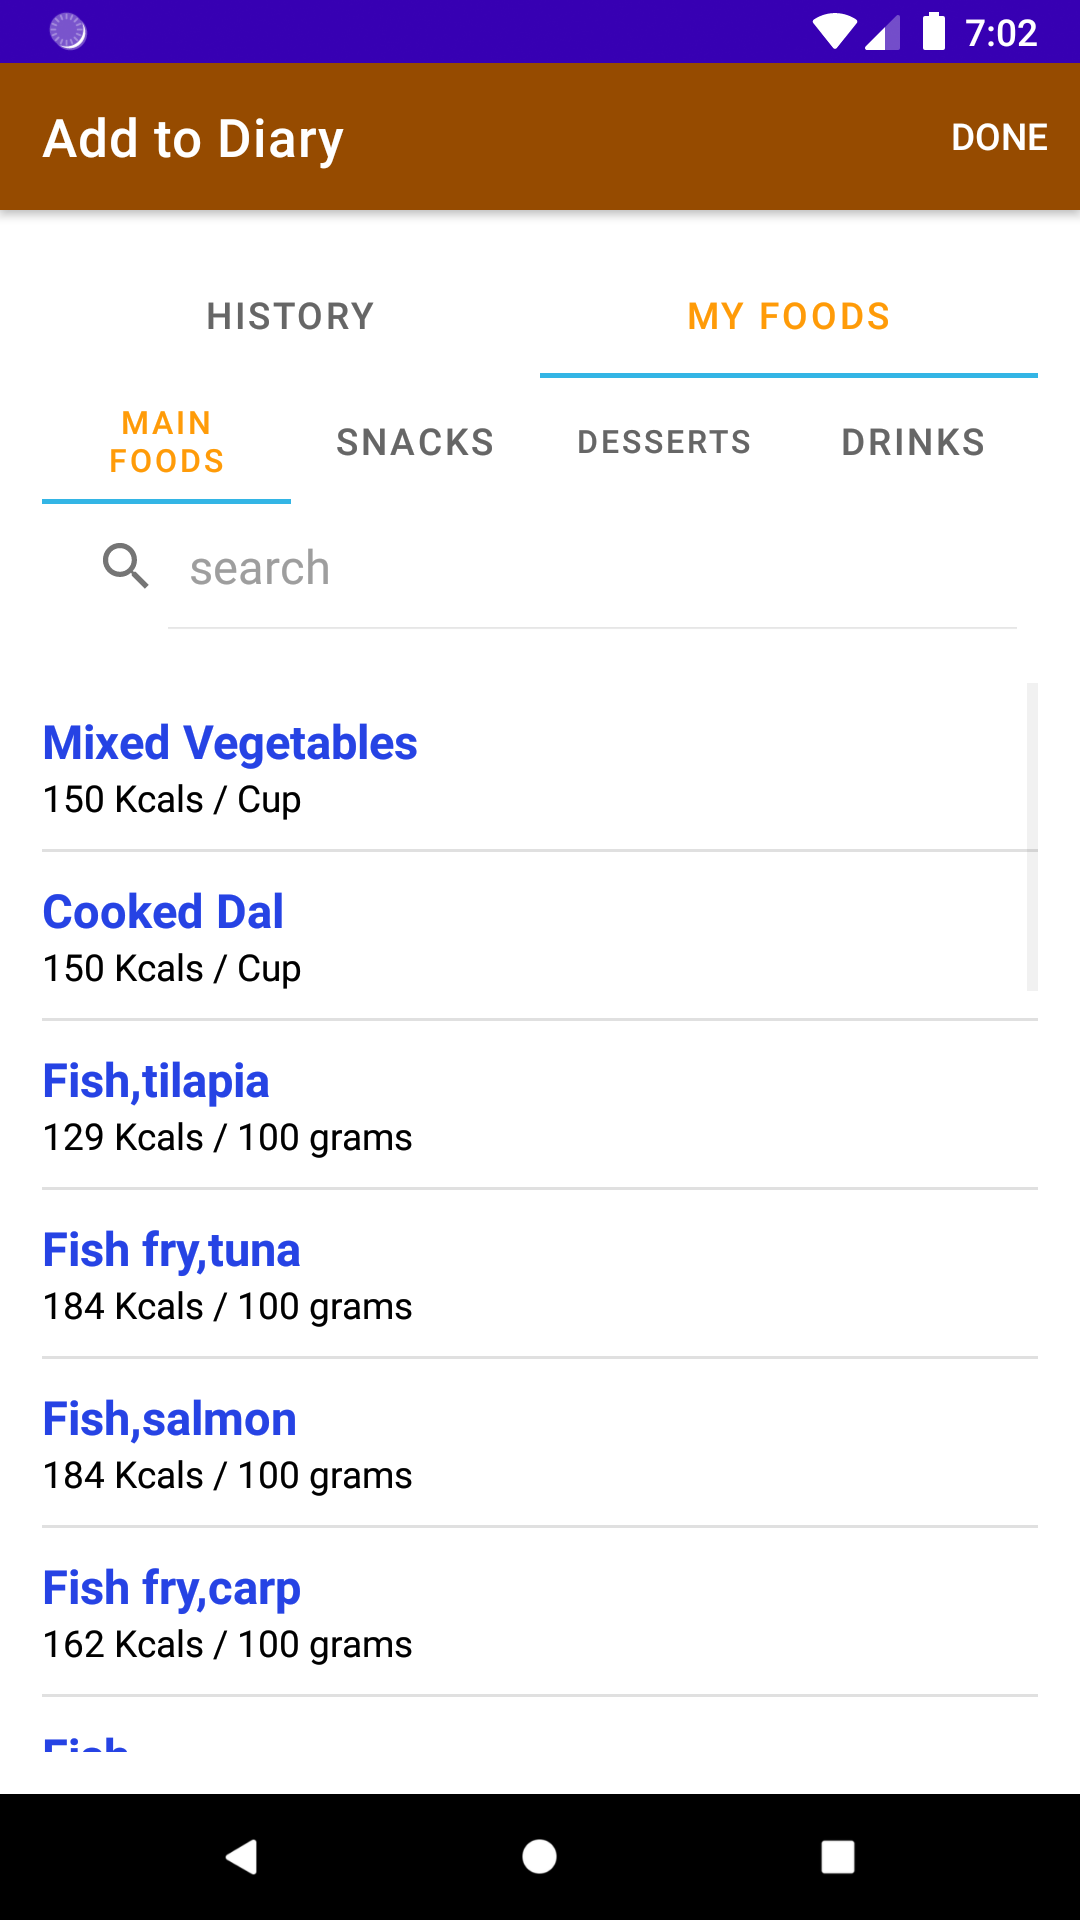 7:02
Add to Diary DONE
HISTORY MY FOODS
MAIN
FOODS SNACKS DESSERTS DRINKS
search
Mixed Vegetables
150 Kcals / Cup
Cooked Dal
150 Kcals / Cup
Fish,tilapia
129 Kcals / 100 grams
Fish fry,tuna
184 Kcals / 100 grams
Fish,salmon
184 Kcals / 100 grams
Fish fry,carp
162 Kcals / 100 grams
Fish